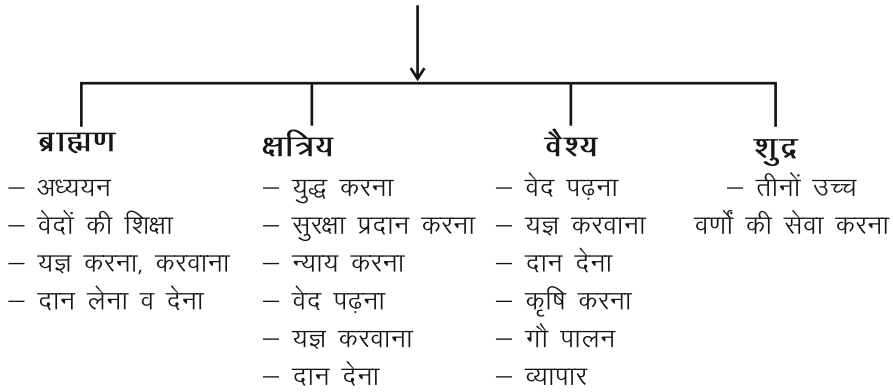 ब्राह्मण
– अध्ययन
– वेदों की शिक्षा
– यज्ञ करना, करवाना
– दान लेना व देना
क्षत्रिय
– युद्ध करना
– सुरक्षा प्रदान करना
– न्याय करना
– वेद पढ़ना
– यज्ञ करवाना
– दान देना
वैश्य
– वेद पढ़ना
– यज्ञ करवाना
– दान देना
– कृषि करना
– गौ पालन
– व्यापार
शुद्र
– तीनों उच्च
वर्णों की सेवा करना